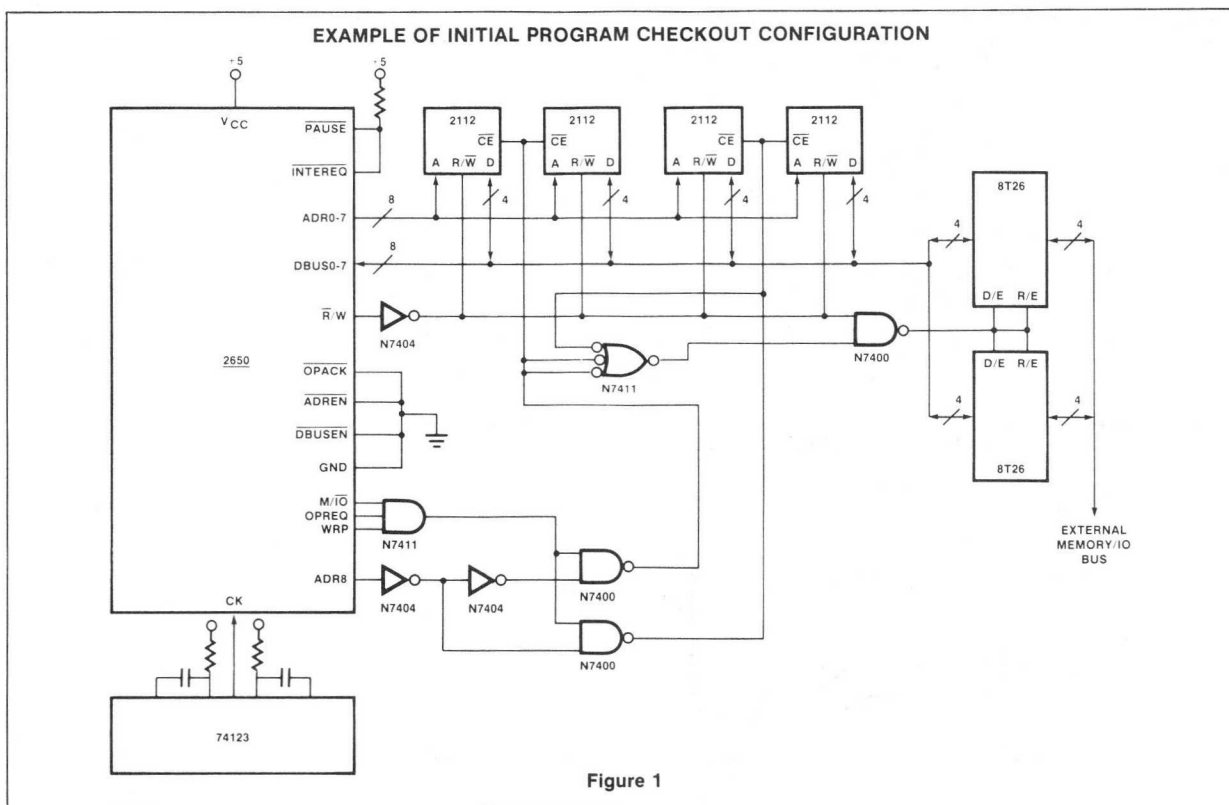 EXAMPLE OF INITIAL PROGRAM CHECKOUT CONFIGURATION
+5
+5
VCC
PAUSE
INTEREQ
ADR0-7
8
DBUS0-7
8
R/W
N7404
2650
OPACK
ADREN
DBUSEN
GND
M/IO
OPREQ
WRP
N7411
ADR8
N7404
N7404
N7400
N7400
CK
74123
2112
CE
A R/W D
4
2112
CE
A R/W D
4
2112
CE
A R/W D
4
2112
CE
A R/W D
4
N7411
N7400
8T26
4
4
D/E R/E
D/E R/E
4
4
8T26
EXTERNAL
MEMORY/IO
BUS
Figure 1